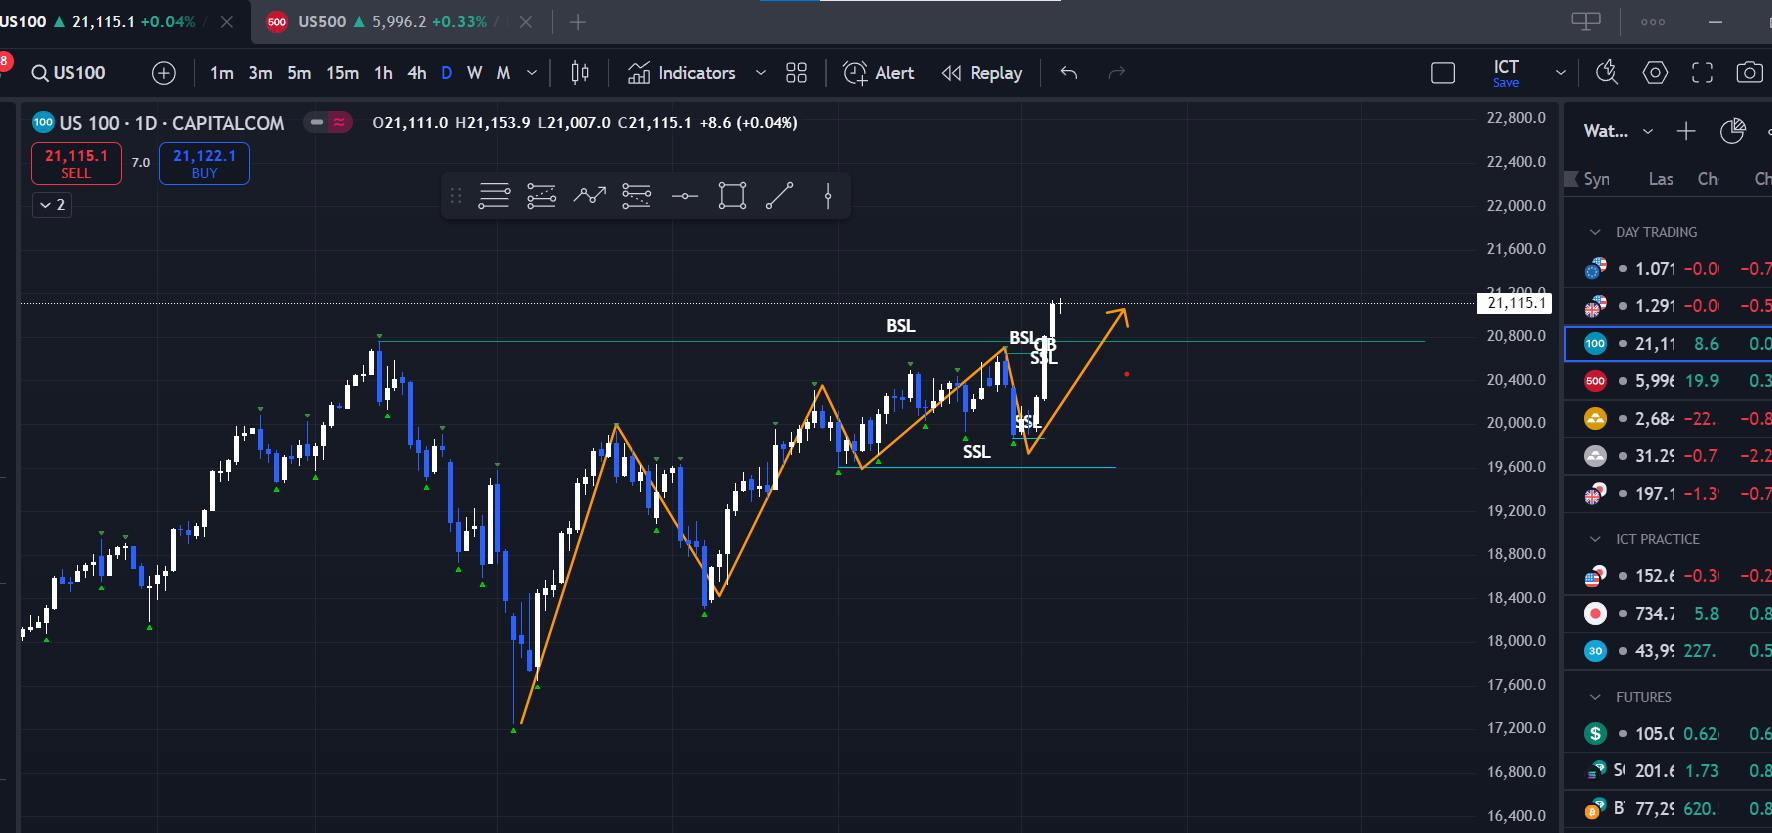 US100 21,115.1 +0.04% /
500 US500 5,996.2 +0.33% /
8
US100 1m 3m 5m 15m 1h 4h D W M Indicators Alert Replay
ICT
Save
100 US 100 · 1D · CAPITALCOM
O21,111.0 H21,153.9 L21,007.0 C21,115.1 +8.6 (+0.04%)
21,115.1
SELL
7.0
21,122.1
BUY
2
BSL
BSL
OB
SSL
SSL
SSL
22,800.0
22,400.0
22,000.0
21,600.0
21,200.0
21,115.1
20,800.0
20,400.0
20,000.0
19,600.0
19,200.0
18,800.0
18,400.0
18,000.0
17,600.0
17,200.0
16,800.0
16,400.0
Wat...
Syn Las Ch Ch
DAY TRADING
1.071 −0.0 −0.7
1.291 −0.0 −0.5
100 21,11 8.6 0.0
500 5,996 19.9 0.3
2,684 −22. −0.8
31.29 −0.7 −2.2
197.1 −1.3 −0.7
ICT PRACTICE
152.6 −0.3 −0.2
734.7 5.8 0.8
30 43,99 227. 0.5
FUTURES
$ 105.0 0.62 0.6
S 201.6 1.73 0.8
B 77,29 620. 0.8